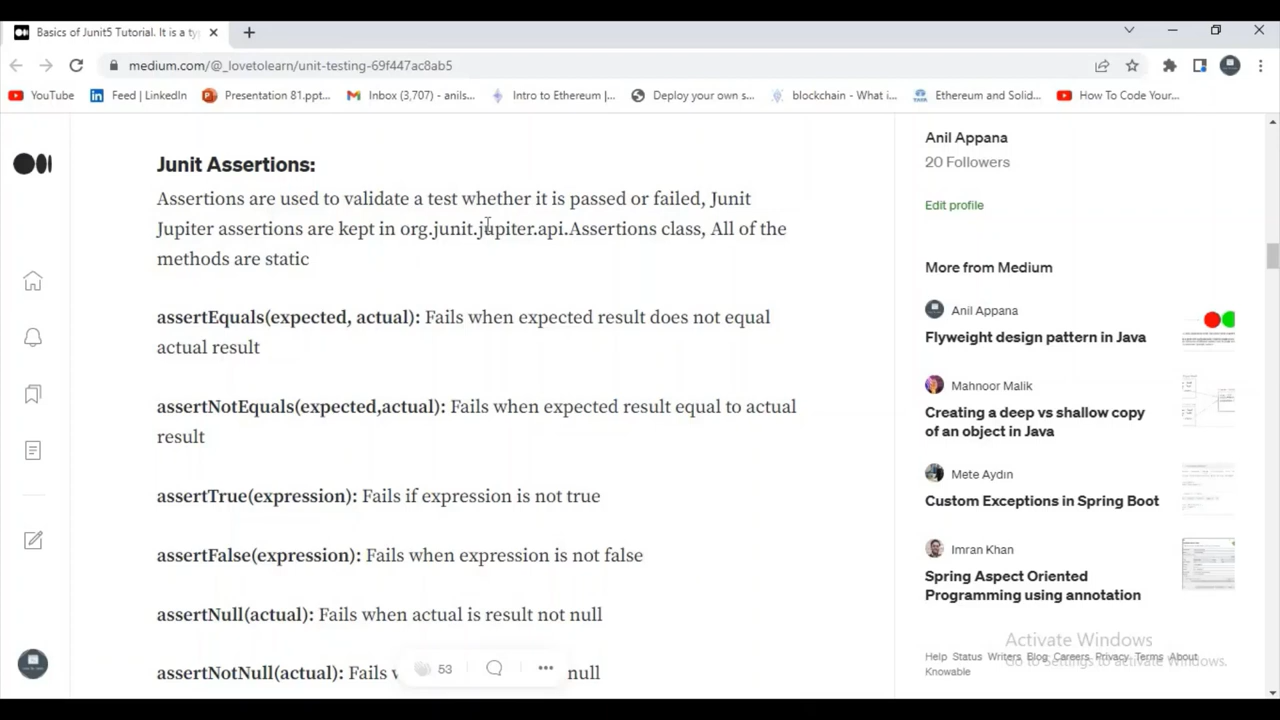 Basics of Junit5 Tutorial. It is a ty
medium.com/@_lovetolearn/unit-testing-69f447ac8ab5
YouTube
Feed | LinkedIn
Presentation 81.ppt...
Inbox (3,707) - anils...
Intro to Ethereum |...
Deploy your own s...
blockchain - What i...
Ethereum and Solid...
How To Code Your...
Junit Assertions:
Assertions are used to validate a test whether it is passed or failed, Junit
Jupiter assertions are kept in org.junit.jupiter.api.Assertions class, All of the
methods are static
assertEquals(expected, actual): Fails when expected result does not equal
actual result
assertNotEquals(expected,actual): Fails when expected result equal to actual
result
assertTrue(expression): Fails if expression is not true
assertFalse(expression): Fails when expression is not false
assertNull(actual): Fails when actual is result not null
assertNotNull(actual): Fails null
53
Anil Appana
20 Followers
Edit profile
More from Medium
Anil Appana
Flyweight design pattern in Java
Mahnoor Malik
Creating a deep vs shallow copy
of an object in Java
Mete Aydın
Custom Exceptions in Spring Boot
Imran Khan
Spring Aspect Oriented
Programming using annotation
Activate Windows
Go to Settings to activate Windows.
Help Status Writers Blog Careers Privacy Terms About
Knowable